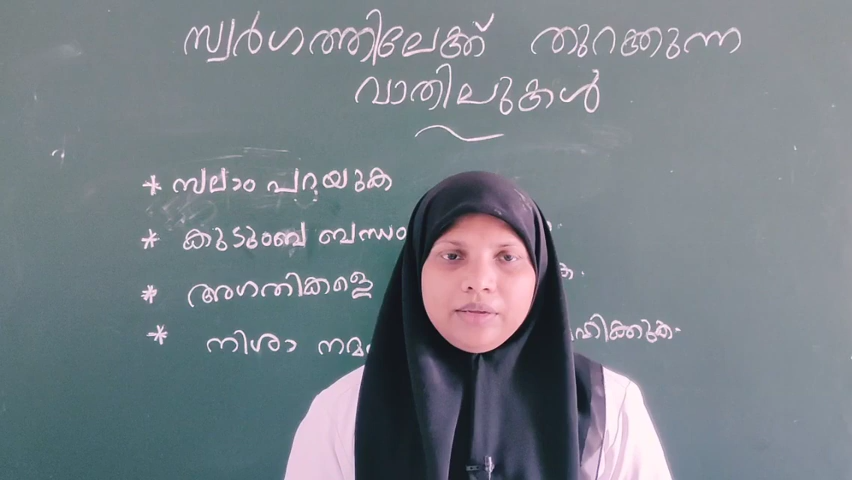 സ്വർഗത്തിലേക്ക് തുറക്കുന്ന
വാതിലുകൾ
* സലാം പറയുക
* കുടുംബ ബന്ധം
* അഗതികളെ
* നിശാ